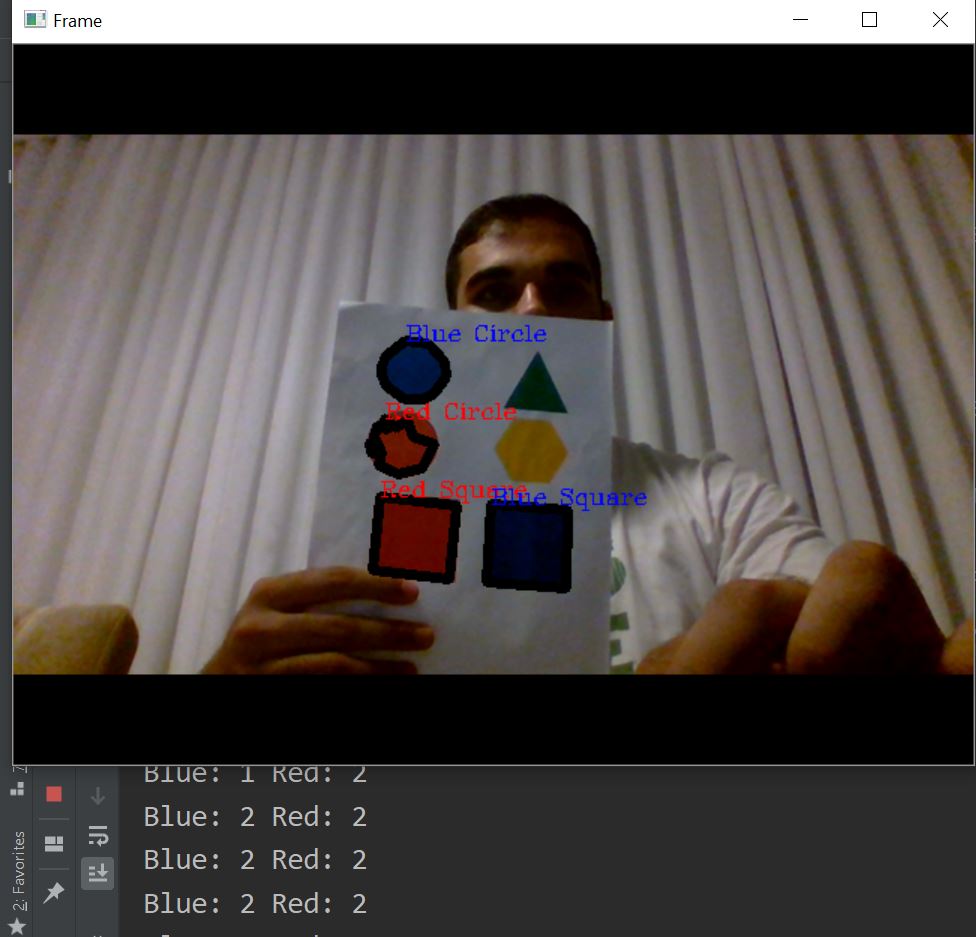 Frame
Blue Circle
Red Circle
Red Square
Blue Square
Blue: 1 Red: 2
Blue: 2 Red: 2
Blue: 2 Red: 2
Blue: 2 Red: 2
2: Favorites